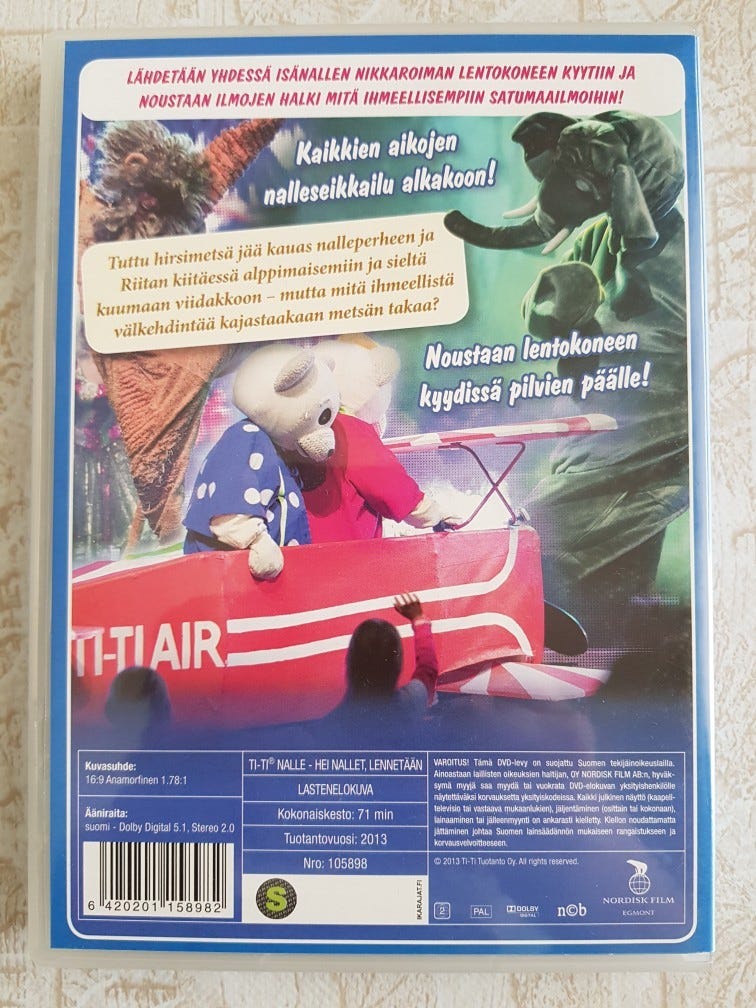 LÄHDETÄÄN YHDESSÄ ISÄNALLEN NIKKAROIMAN LENTOKONEEN KYYTIIN JA
NOUSTAAN ILMOJEN HALKI MITÄ IHMEELLISEMPIIN SATUMAAILMOIHIN!
Kaikkien aikojen
nalleseikkailu alkakoon!
Tuttu hirsimetsä jää kauas nalleperheen ja
Riitan kiitäessä alppimaisemiin ja sieltä
kuumaan viidakkoon – mutta mitä ihmeellistä
välkehdintää kajastaakaan metsän takaa?
Noustaan lentokoneen
kyydissä pilvien päälle!
TI-TI AIR
Kuvasuhde:
16:9 Anamorfinen 1.78:1
Ääniraita:
suomi - Dolby Digital 5.1, Stereo 2.0
6 420201 158982
TI-TI® NALLE - HEI NALLET, LENNETÄÄN
LASTENELOKUVA
Kokonaiskesto: 71 min
Tuotantovuosi: 2013
Nro: 105898
S
IKARAJAT.FI
VAROITUS! Tämä DVD-levy on suojattu Suomen tekijäinoikeuslailla.
Ainoastaan laillisten oikeuksien haltijan, OY NORDISK FILM AB:n, hyväk-
symä myyjä saa myydä tai vuokrata DVD-elokuvan yksityishenkilölle
näytettäväksi korvauksetta yksityiskodeissa. Kaikki julkinen näyttö (kaapeli-
televisio tai vastaava mukaanlukien), jäljentäminen (osittain tai kokonaan),
lainaaminen tai jälleenmyynti on ankarasti kielletty. Kiellon noudattamatta
jättäminen johtaa Suomen lainsäädännön mukaiseen rangaistukseen ja
korvausvelvoitteeseen.
© 2013 TI-TI Tuotanto Oy. All rights reserved.
2
PAL
DOLBY
DIGITAL
ncb
NORDISK FILM
EGMONT